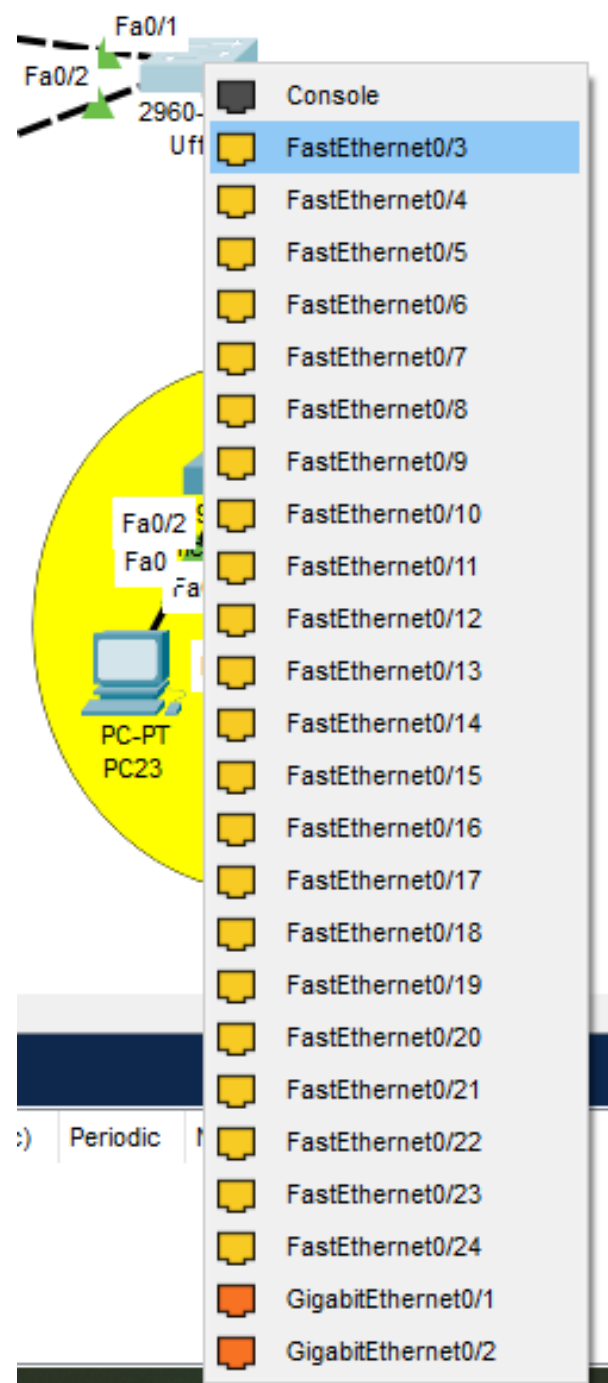 Fa0/1
Fa0/2
2960-
Console
FastEthernet0/3
FastEthernet0/4
FastEthernet0/5
FastEthernet0/6
FastEthernet0/7
FastEthernet0/8
FastEthernet0/9
FastEthernet0/10
FastEthernet0/11
FastEthernet0/12
FastEthernet0/13
FastEthernet0/14
FastEthernet0/15
FastEthernet0/16
FastEthernet0/17
FastEthernet0/18
FastEthernet0/19
FastEthernet0/20
FastEthernet0/21
FastEthernet0/22
FastEthernet0/23
FastEthernet0/24
GigabitEthernet0/1
GigabitEthernet0/2
Fa0/2
Fa0
PC-PT
PC23
Periodic